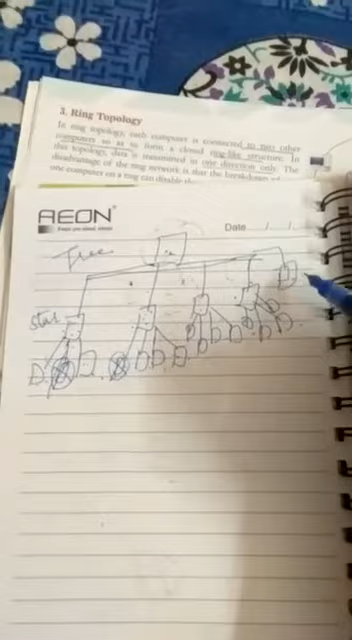 3. Ring Topology
In ring topology, each computer is connected to two other
computers so as to form a closed ring-like structure. In
this topology, data is transmitted in one direction only. The
disadvantage of the ring network is that the breakdown of
one computer on a ring can disable
AEON
Date / /
Tree
star